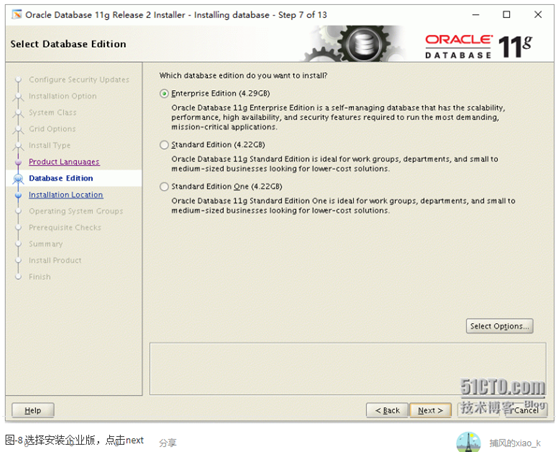 Oracle Database 11g Release 2 Installer - Installing database - Step 7 of 13
Select Database Edition
ORACLE
DATABASE 11g
Configure Security Updates
Installation Option
System Class
Grid Options
Install Type
Product Languages
Database Edition
Installation Location
Operating System Groups
Prerequisite Checks
Summary
Install Product
Finish
Which database edition do you want to install?
Enterprise Edition (4.29GB)
Oracle Database 11g Enterprise Edition is a self-managing database that has the scalability,
performance, high availability, and security features required to run the most demanding,
mission-critical applications.
Standard Edition (4.22GB)
Oracle Database 11g Standard Edition is ideal for work groups, departments, and small to
medium-sized businesses looking for lower-cost solutions.
Standard Edition One (4.22GB)
Oracle Database 11g Standard Edition One is ideal for work groups, departments, and small to
medium-sized businesses looking for lower-cost solutions.
Select Options...
Help
< Back
Next >
Cancel
51CTO.com
技术博客 Blog
图-8选择安装企业版，点击next
分享
捕风的xiao_k